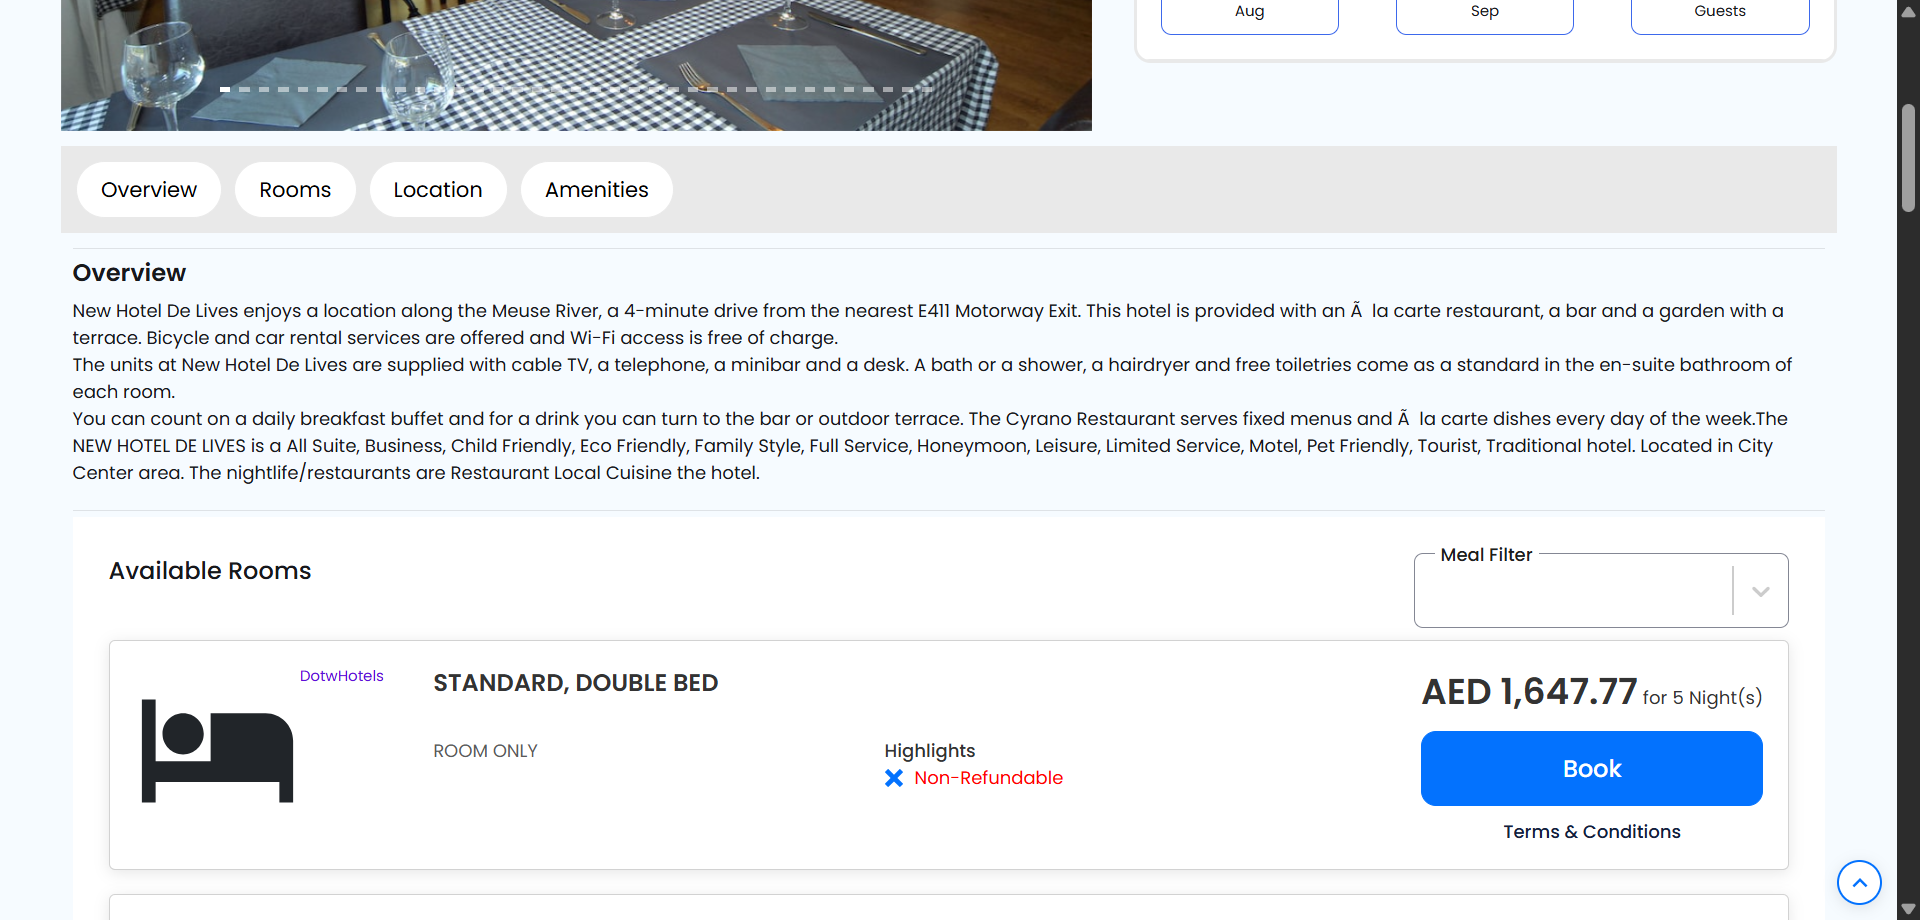 Aug
Sep
Guests
Overview
Rooms
Location
Amenities
Overview
New Hotel De Lives enjoys a location along the Meuse River, a 4-minute drive from the nearest E411 Motorway Exit. This hotel is provided with an Ã  la carte restaurant, a bar and a garden with a
terrace. Bicycle and car rental services are offered and Wi-Fi access is free of charge.
The units at New Hotel De Lives are supplied with cable TV, a telephone, a minibar and a desk. A bath or a shower, a hairdryer and free toiletries come as a standard in the en-suite bathroom of
each room.
You can count on a daily breakfast buffet and for a drink you can turn to the bar or outdoor terrace. The Cyrano Restaurant serves fixed menus and Ã  la carte dishes every day of the week.The
NEW HOTEL DE LIVES is a All Suite, Business, Child Friendly, Eco Friendly, Family Style, Full Service, Honeymoon, Leisure, Limited Service, Motel, Pet Friendly, Tourist, Traditional hotel. Located in City
Center area. The nightlife/restaurants are Restaurant Local Cuisine the hotel.
Available Rooms
Meal Filter
DotwHotels
STANDARD, DOUBLE BED
AED 1,647.77 for 5 Night(s)
ROOM ONLY
Highlights
Non-Refundable
Book
Terms & Conditions